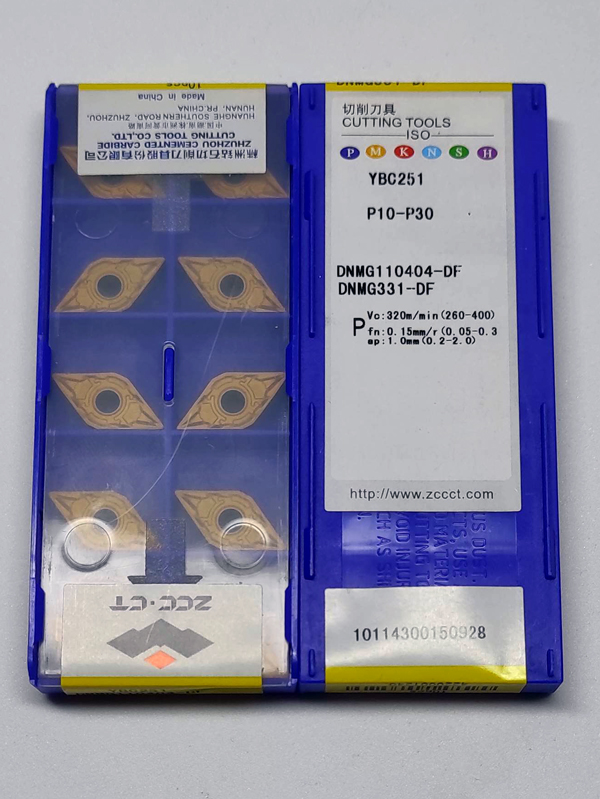 10pcs
Made in China
HUNAN, PR.CHINA
HUANGHE SOUTHERN ROAD, ZHUZHOU,
CUTTING TOOLS CO.,LTD.
ZHUZHOU CEMENTED CARBIDE
株洲钻石切削刀具股份有限公司
ZCC·CT
DNMG331-DF
切削刀具
CUTTING TOOLS
ISO
P M K N S H
YBC251
P10-P30
DNMG110404-DF
DNMG331-DF
P
Vc:320m/min(260-400)
fn:0.15mm/r(0.05-0.3
ap:1.0mm(0.2-2.0)
http://www.zccct.com
10114300150928